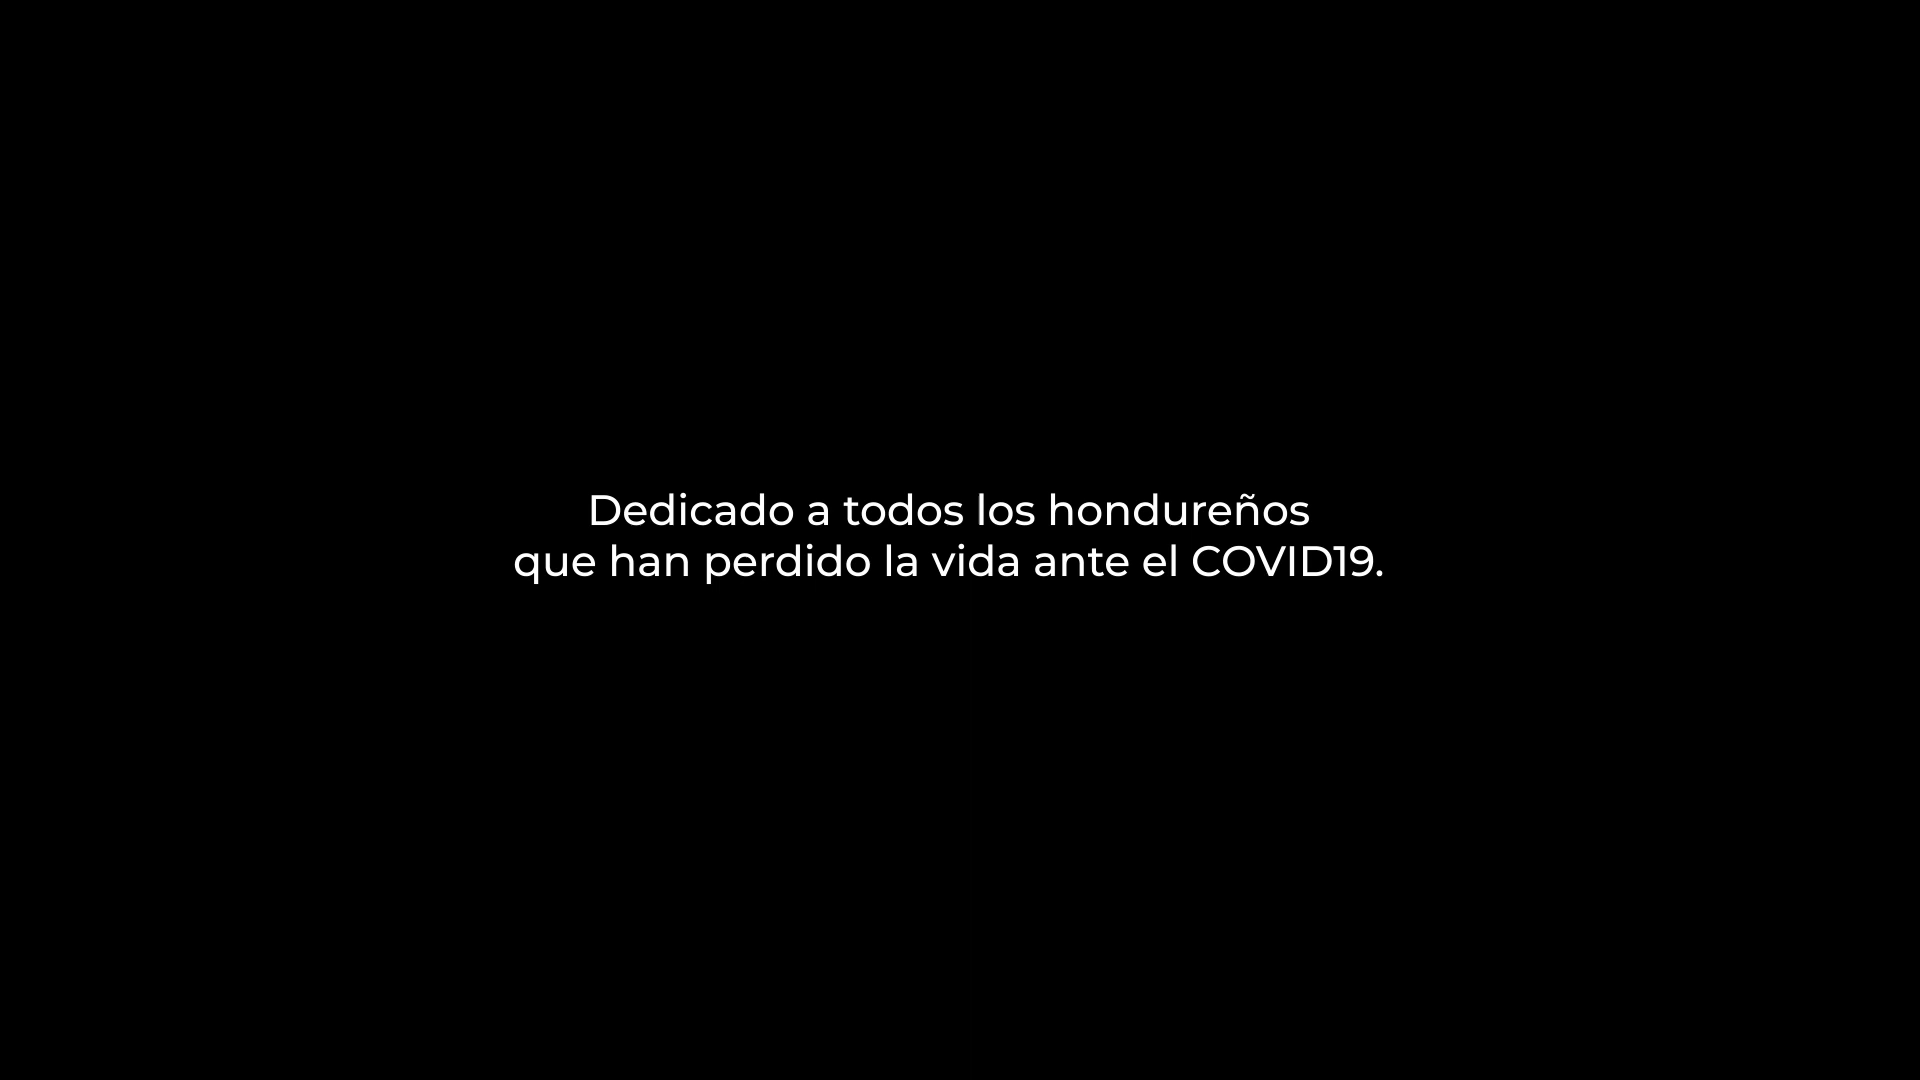 Dedicado a todos los hondureños
que han perdido la vida ante el COVID19.